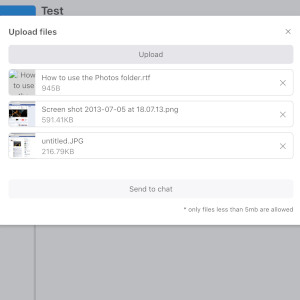 Test
Upload files
Upload
How to use the Photos folder.rtf
945B
How
to use
the Photos
Screen shot 2013-07-05 at 18.07.13.png
591.41KB
untitled.JPG
216.79KB
Send to chat
* only files less than 5mb are allowed